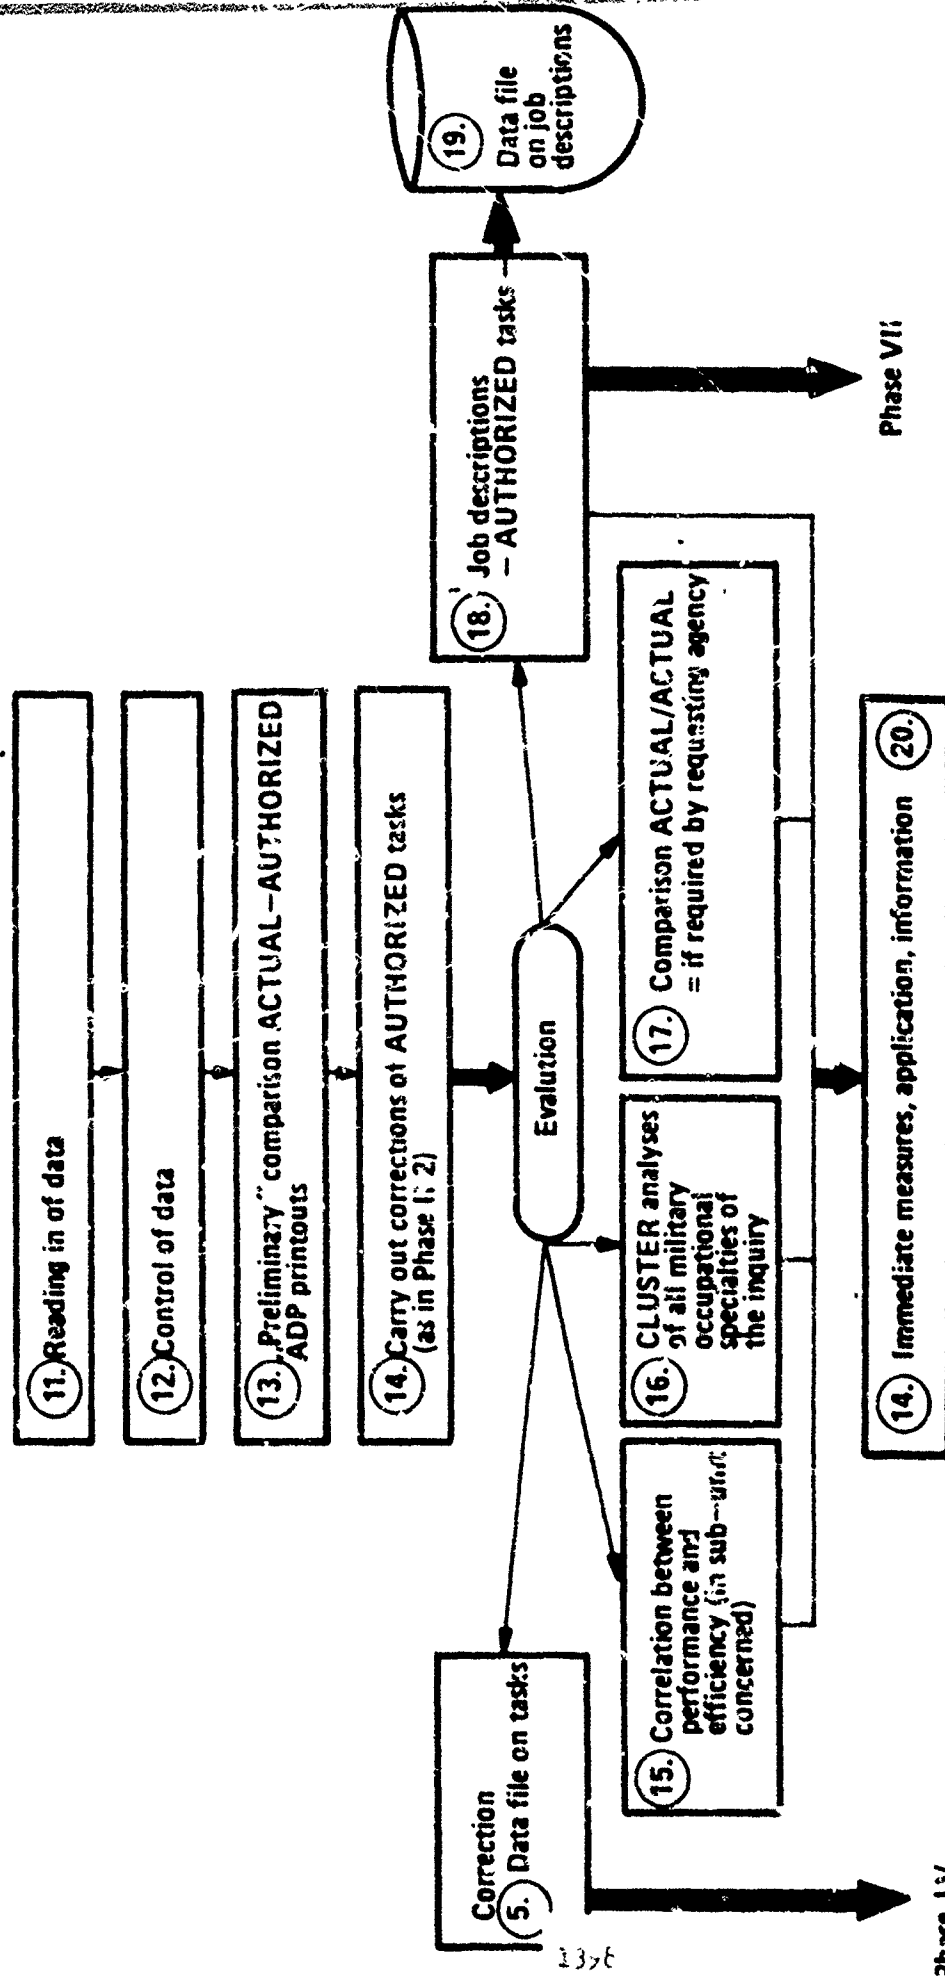 11. Reading in of data
12. Control of data
13. „Preliminary” comparison ACTUAL–AUTHORIZED
ADP printouts
14. Carry out corrections of AUTHORIZED tasks
(as in Phase I; 2)
Evalution
Correction
5. Data file on tasks
18. Job descriptions
– AUTHORIZED tasks
19.
Data file
on job
descriptions
15. Correlation between
performance and
efficiency (in sub–unit
concerned)
16. CLUSTER analyses
of all military
occupational
specialties of
the inquiry
17. Comparison ACTUAL/ACTUAL
= if required by requesting agency
14. Immediate measures, application, information 20.
Phase VII